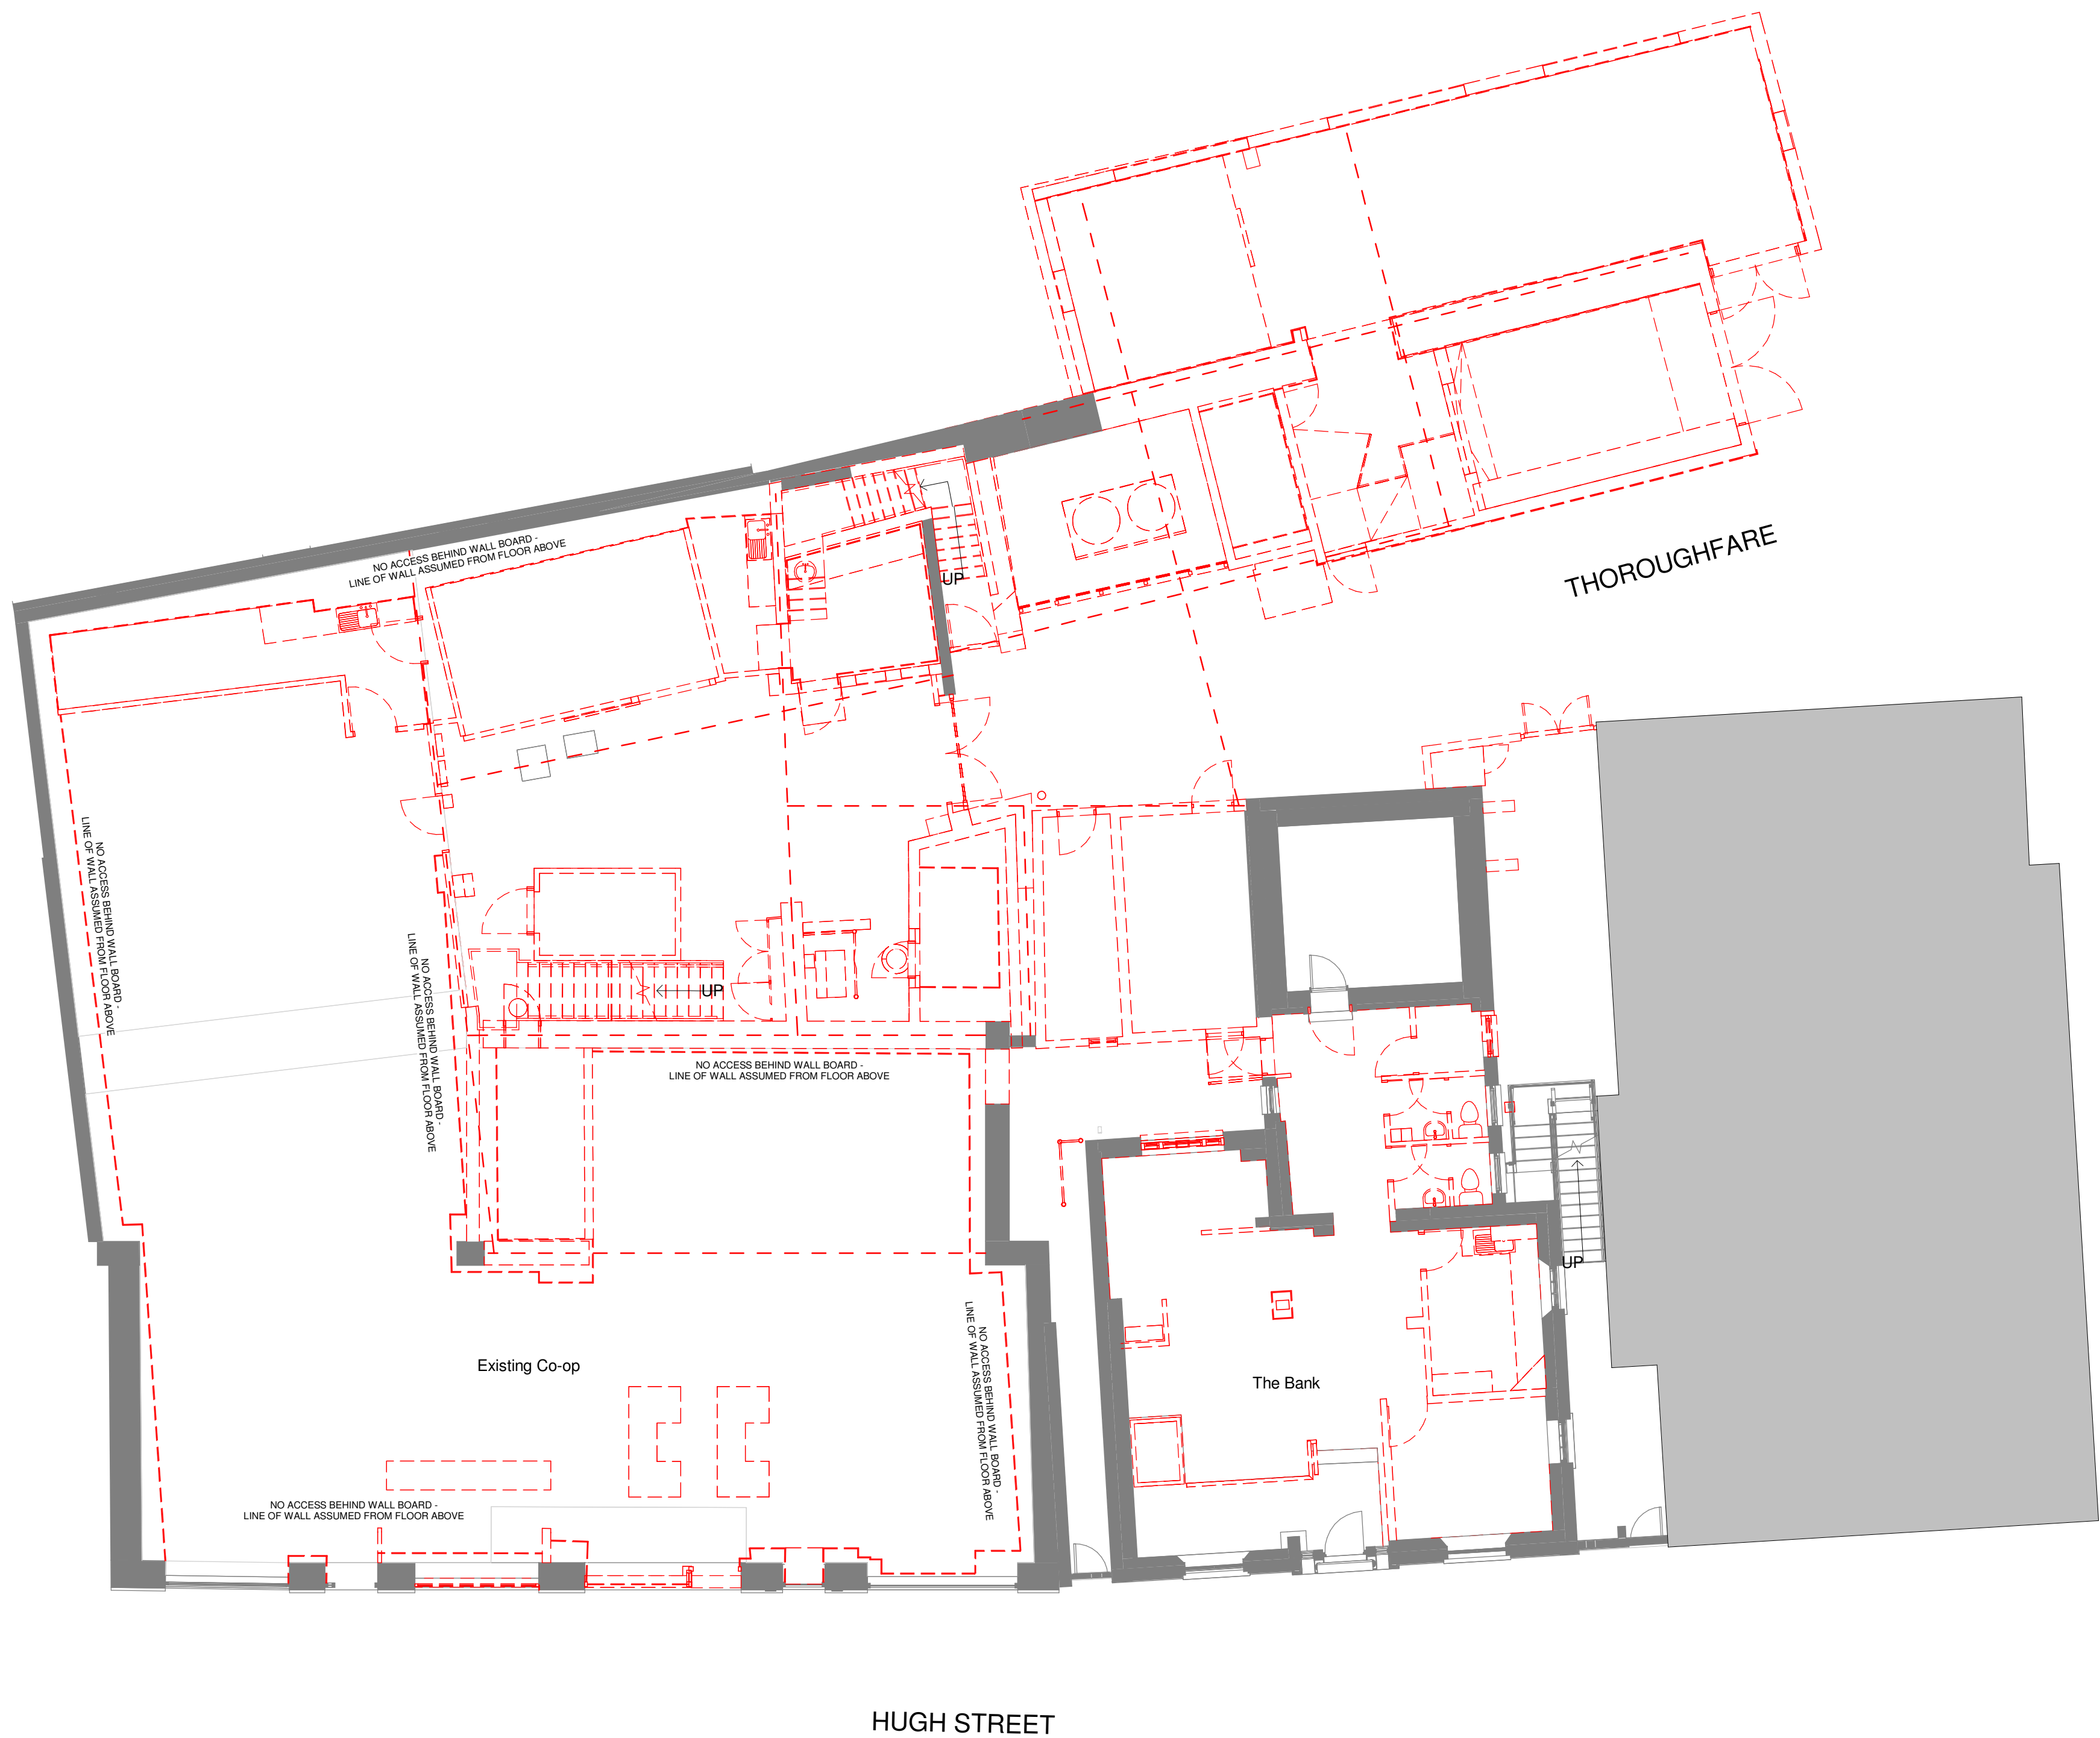 THOROUGHFARE
NO ACCESS BEHIND WALL BOARD -
LINE OF WALL ASSUMED FROM FLOOR ABOVE
UP
NO ACCESS BEHIND WALL BOARD -
LINE OF WALL ASSUMED FROM FLOOR ABOVE
NO ACCESS BEHIND WALL BOARD -
LINE OF WALL ASSUMED FROM FLOOR ABOVE
UP
NO ACCESS BEHIND WALL BOARD -
LINE OF WALL ASSUMED FROM FLOOR ABOVE
UP
Existing Co-op
The Bank
NO ACCESS BEHIND WALL BOARD -
LINE OF WALL ASSUMED FROM FLOOR ABOVE
NO ACCESS BEHIND WALL BOARD -
LINE OF WALL ASSUMED FROM FLOOR ABOVE
HUGH STREET